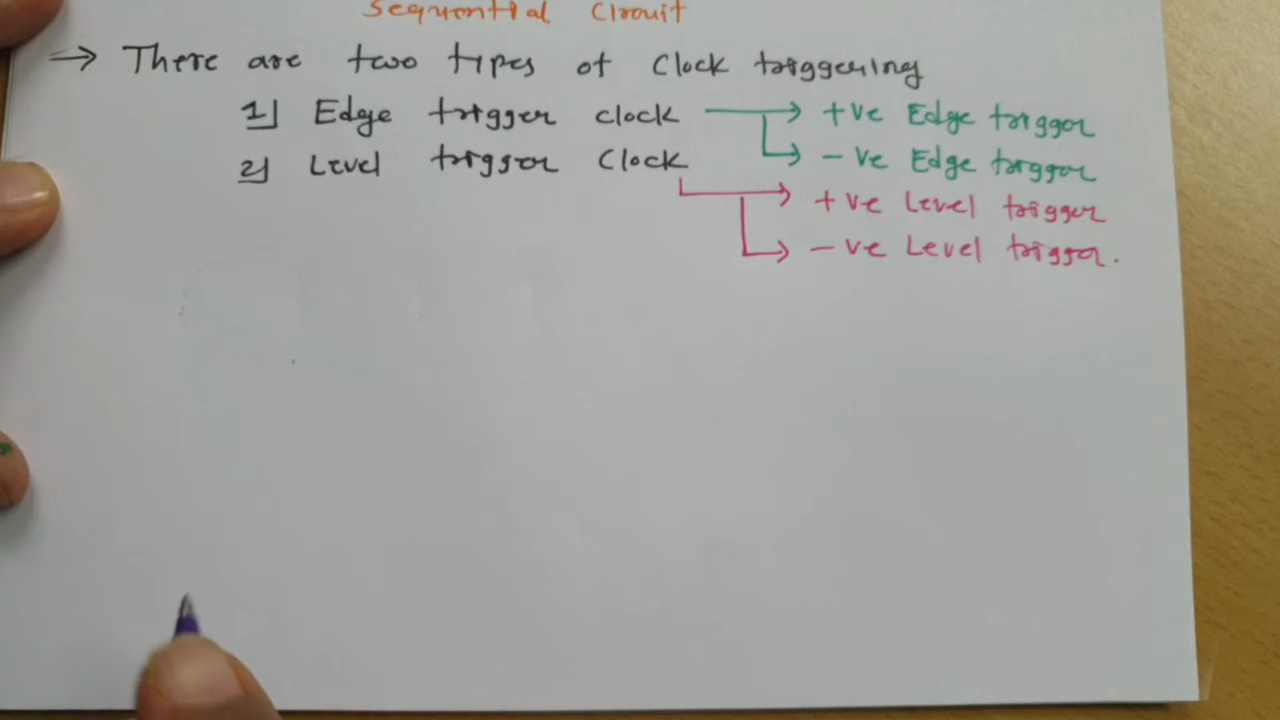 Sequential Circuit
→ There are two types of Clock triggering
1] Edge trigger clock → +ve Edge trigger
→ -ve Edge trigger
2] Level trigger Clock → +ve Level trigger
→ -ve Level trigger.